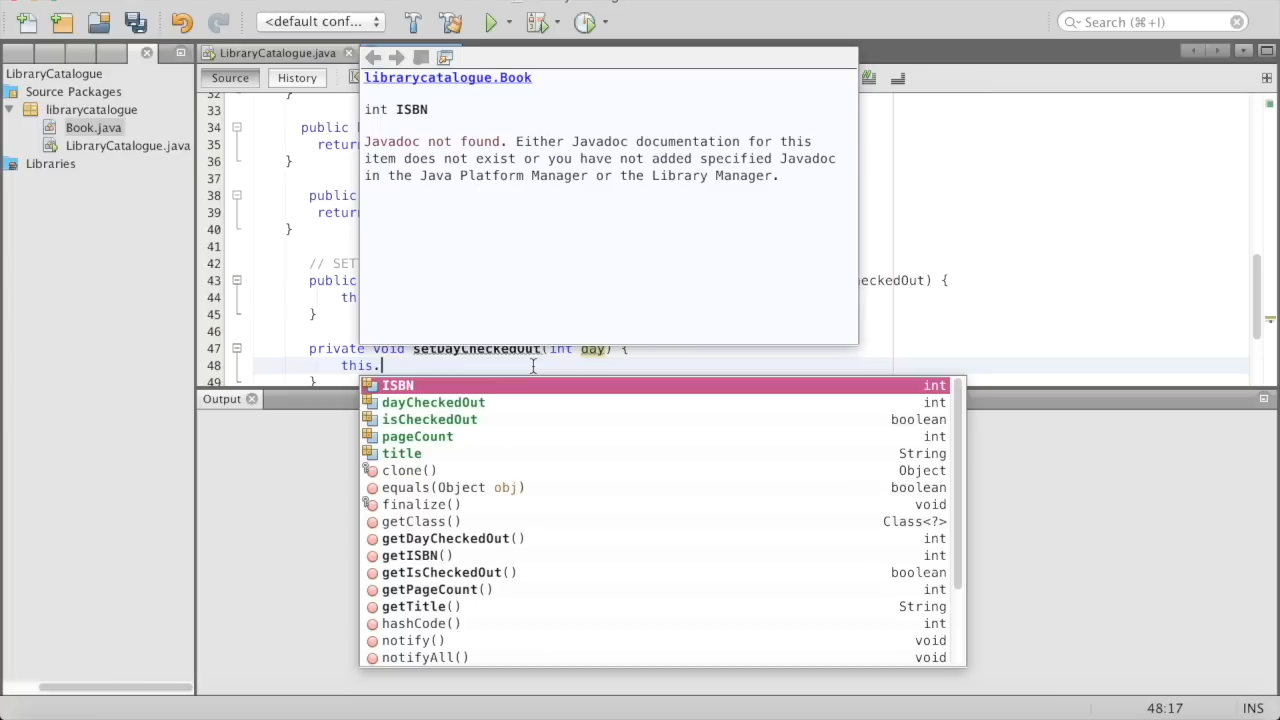 <default conf...
Search (⌘+I)
LibraryCatalogue.java
LibraryCatalogue
Source Packages
librarycatalogue
Book.java
LibraryCatalogue.java
Libraries
Source
History
librarycatalogue.Book
int ISBN
Javadoc not found. Either Javadoc documentation for this
item does not exist or you have not added specified Javadoc
in the Java Platform Manager or the Library Manager.
32 }
33
34 public
35 return
36 }
37
38 public
39 return
40 }
41
42 // SET
43 public eckedOut) {
44 th
45 }
46
47 private void setDayCheckedOut(int day) {
48 this.
49 }
ISBN int
dayCheckedOut int
isCheckedOut boolean
pageCount int
title String
clone() Object
equals(Object obj) boolean
finalize() void
getClass() Class<?>
getDayCheckedOut() int
getISBN() int
getIsCheckedOut() boolean
getPageCount() int
getTitle() String
hashCode() int
notify() void
notifyAll() void
Output
48:17
INS